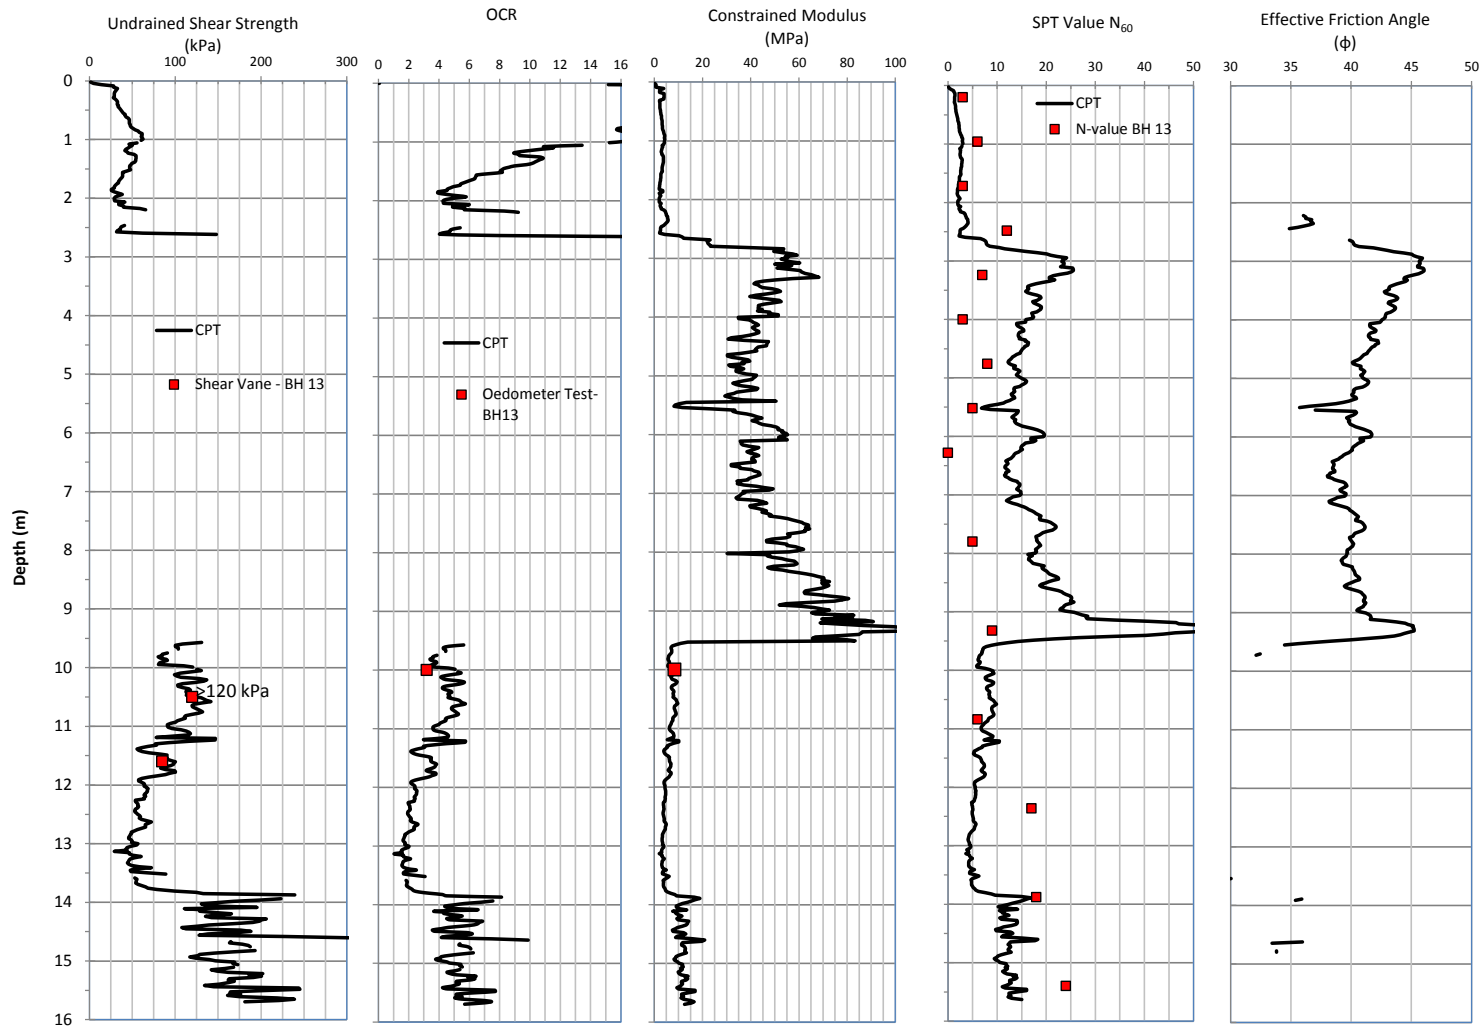 Undrained Shear Strength
(kPa)
0 100 200 300
OCR
0 2 4 6 8 10 12 14 16
Constrained Modulus
(MPa)
0 20 40 60 80 100
SPT Value N60
0 10 20 30 40 50
Effective Friction Angle
(ϕ)
30 35 40 45 50
Depth (m)
0
1
2
3
4
5
6
7
8
9
10
11
12
13
14
15
16
CPT
Shear Vane - BH 13
>120 kPa
CPT
Oedometer Test-
BH13
CPT
N-value BH 13